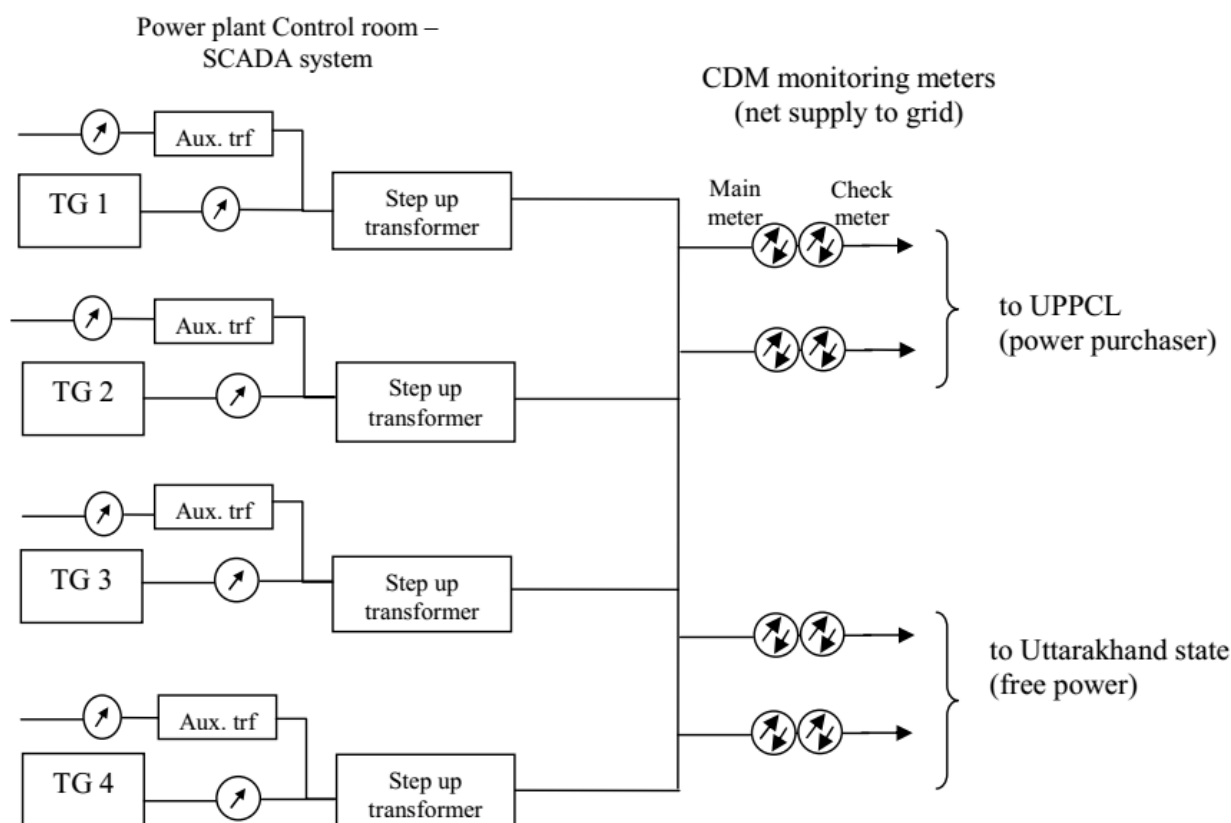 Power plant Control room –
SCADA system
CDM monitoring meters
(net supply to grid)
Aux. trf
TG 1
Step up
transformer
Main
meter
Check
meter
to UPPCL
(power purchaser)
Aux. trf
TG 2
Step up
transformer
Aux. trf
TG 3
Step up
transformer
to Uttarakhand state
(free power)
Aux. trf
TG 4
Step up
transformer